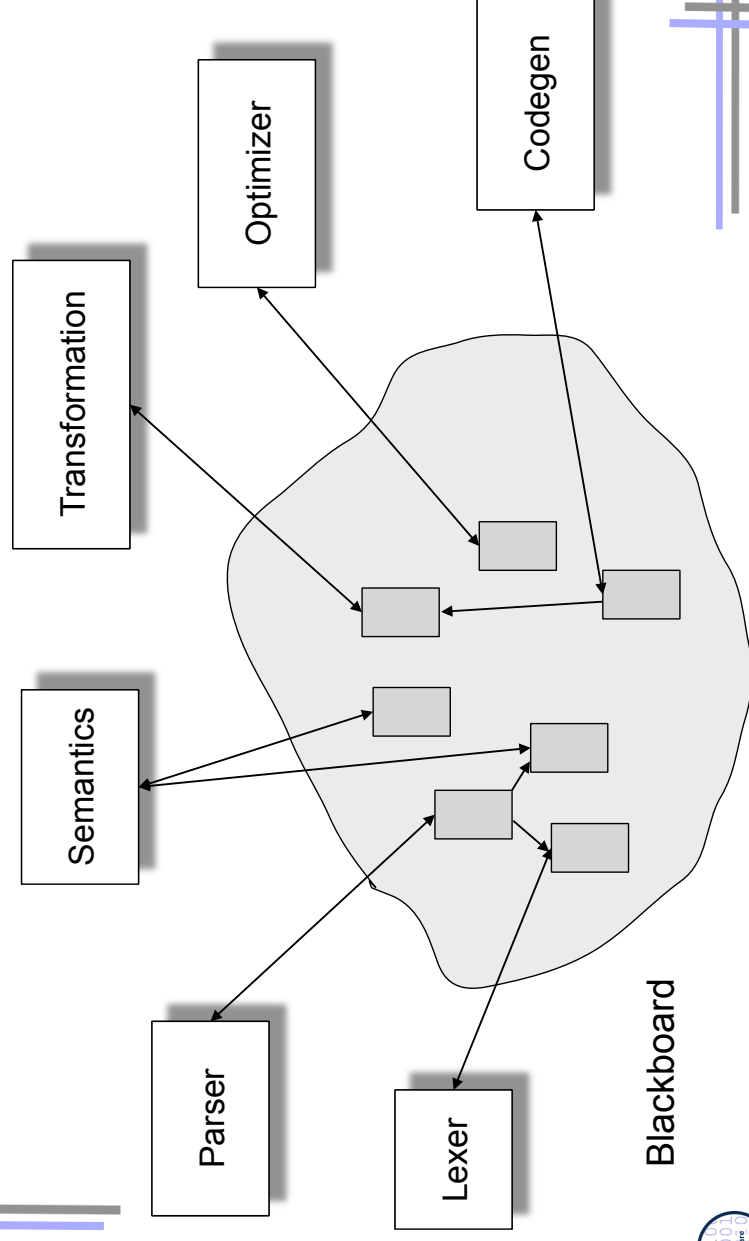 Transformation
Optimizer
Semantics
Codegen
Parser
Lexer
Blackboard